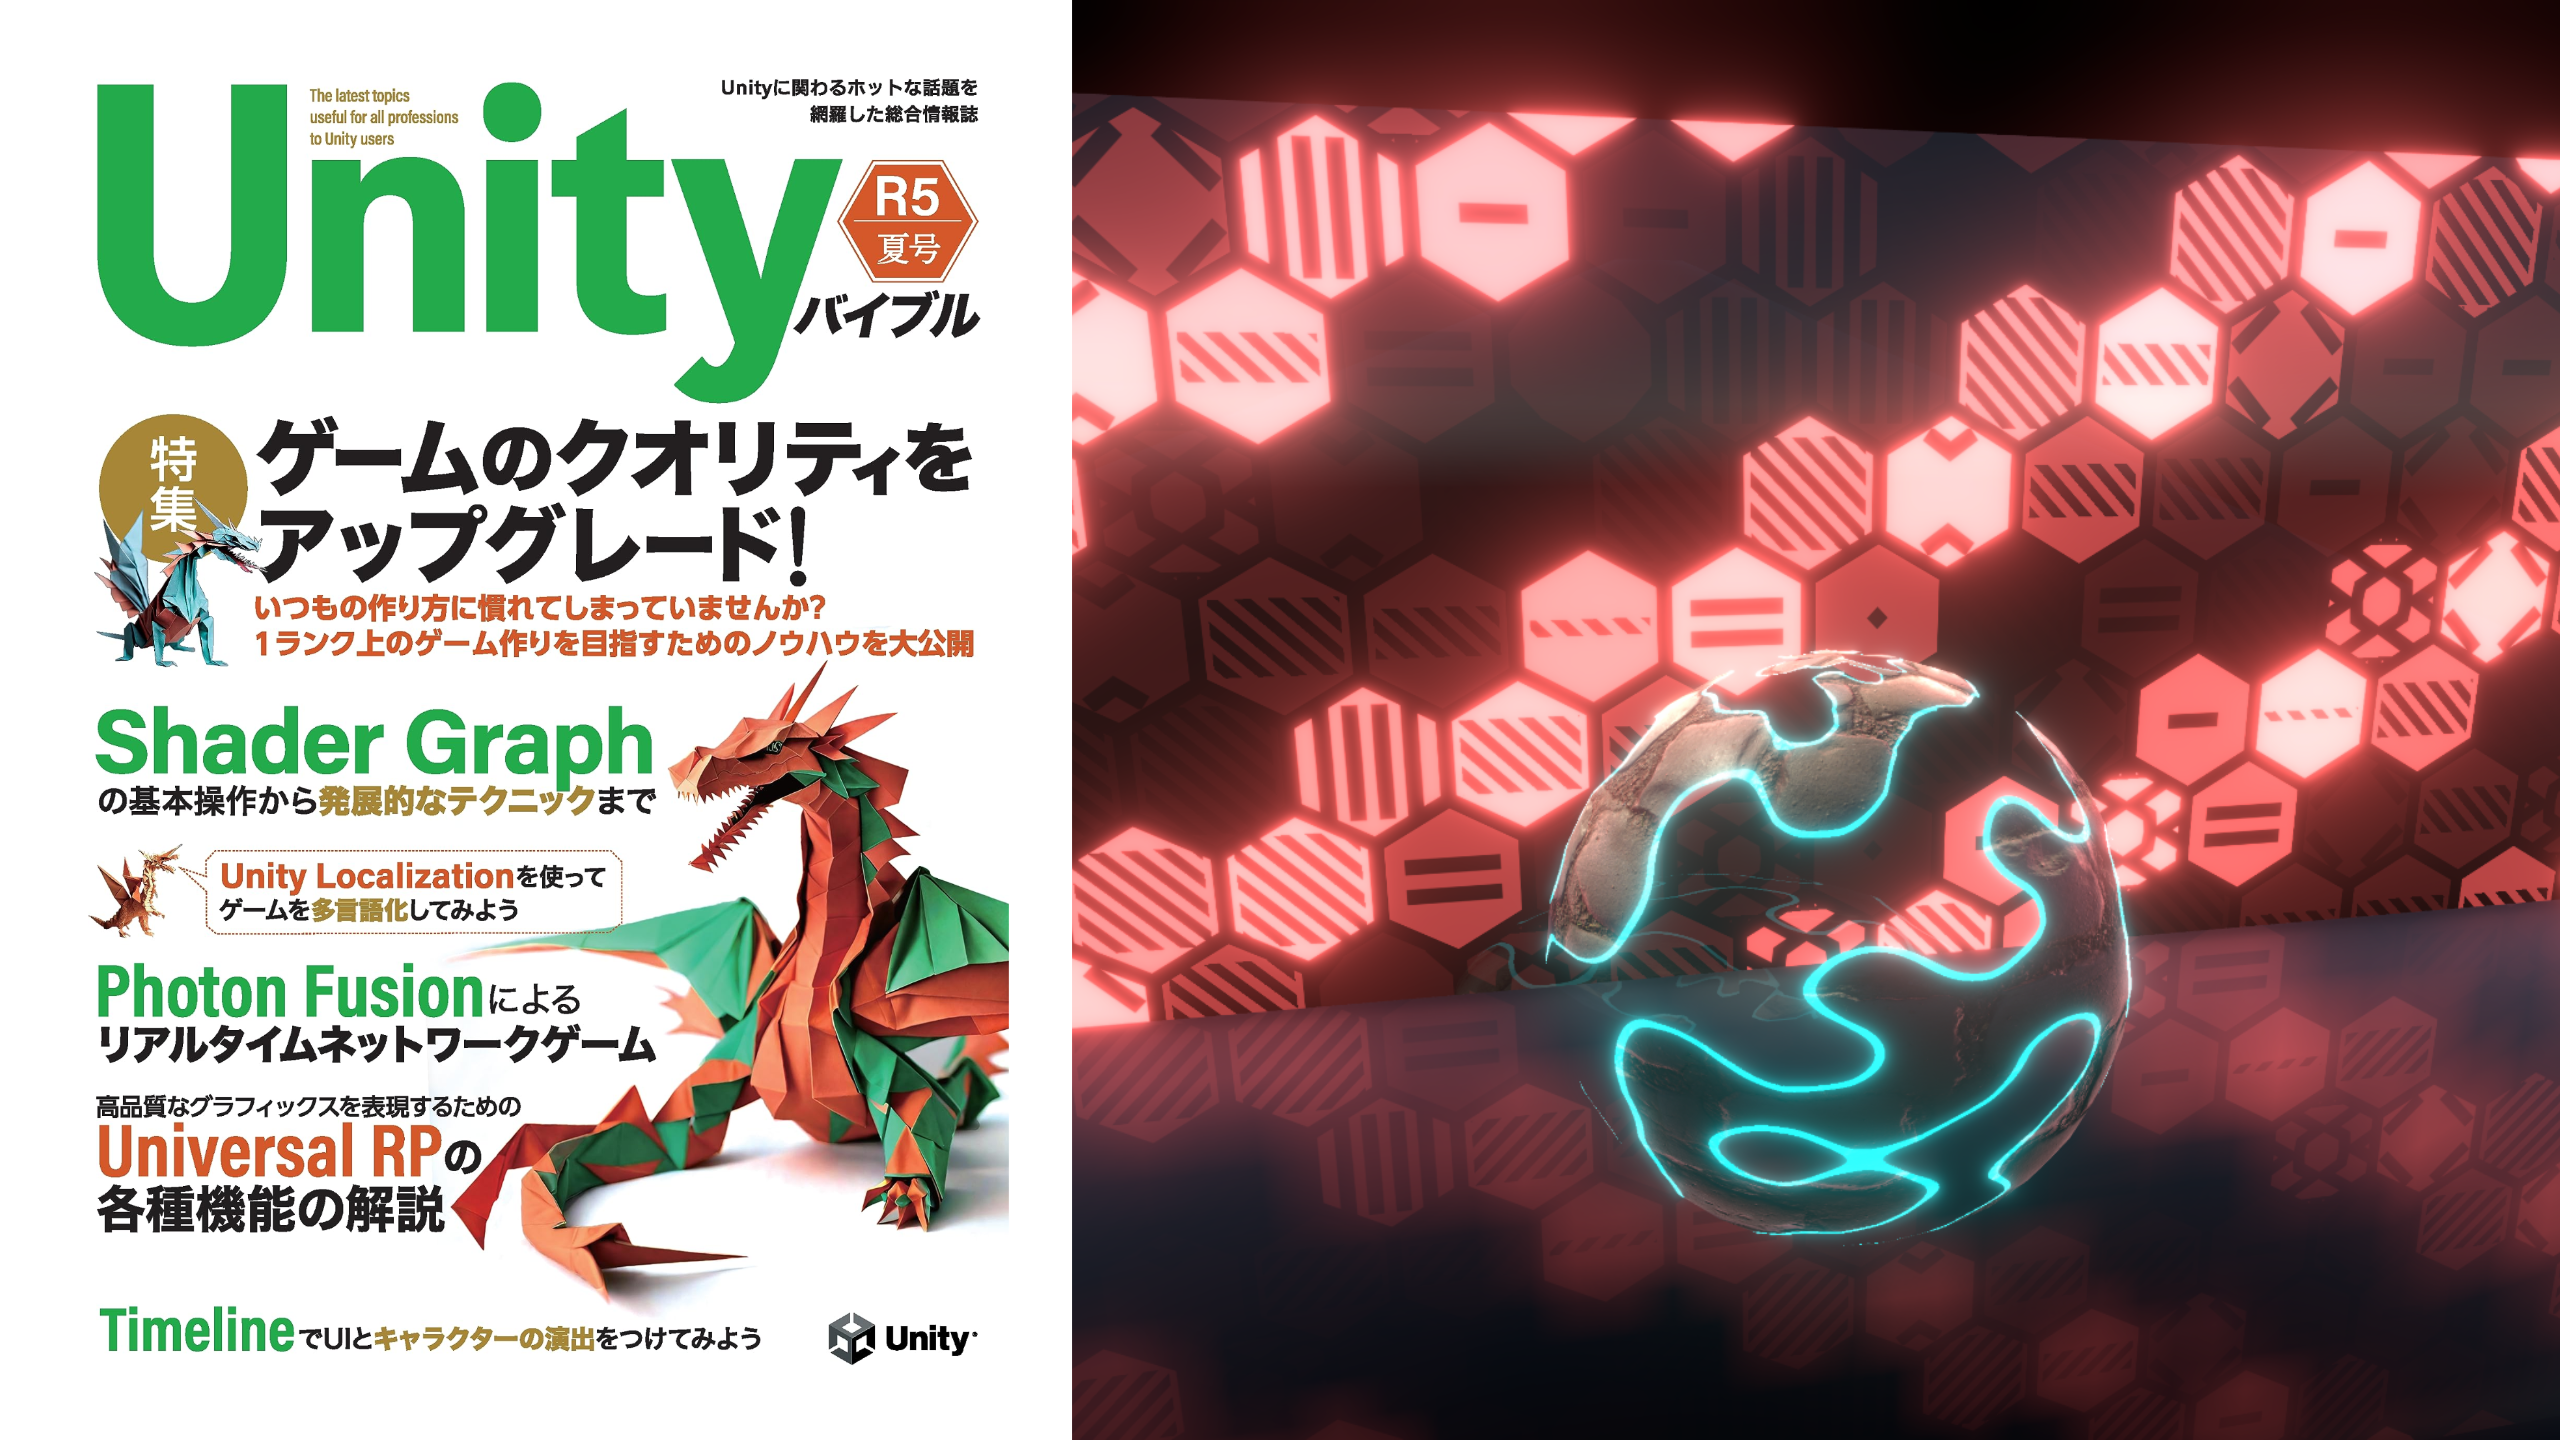 The latest topics
useful for all professions
to Unity users
Unityに関わるホットな話題を
網羅した総合情報誌
Unity
R5
夏号
バイブル
特集
ゲームのクオリティを
アップグレード!
いつもの作り方に慣れてしまっていませんか?
1ランク上のゲーム作りを目指すためのノウハウを大公開
Shader Graph
の基本操作から発展的なテクニックまで
Unity Localizationを使って
ゲームを多言語化してみよう
Photon Fusionによる
リアルタイムネットワークゲーム
高品質なグラフィックスを表現するための
Universal RPの
各種機能の解説
TimelineでUIとキャラクターの演出をつけてみよう
Unity